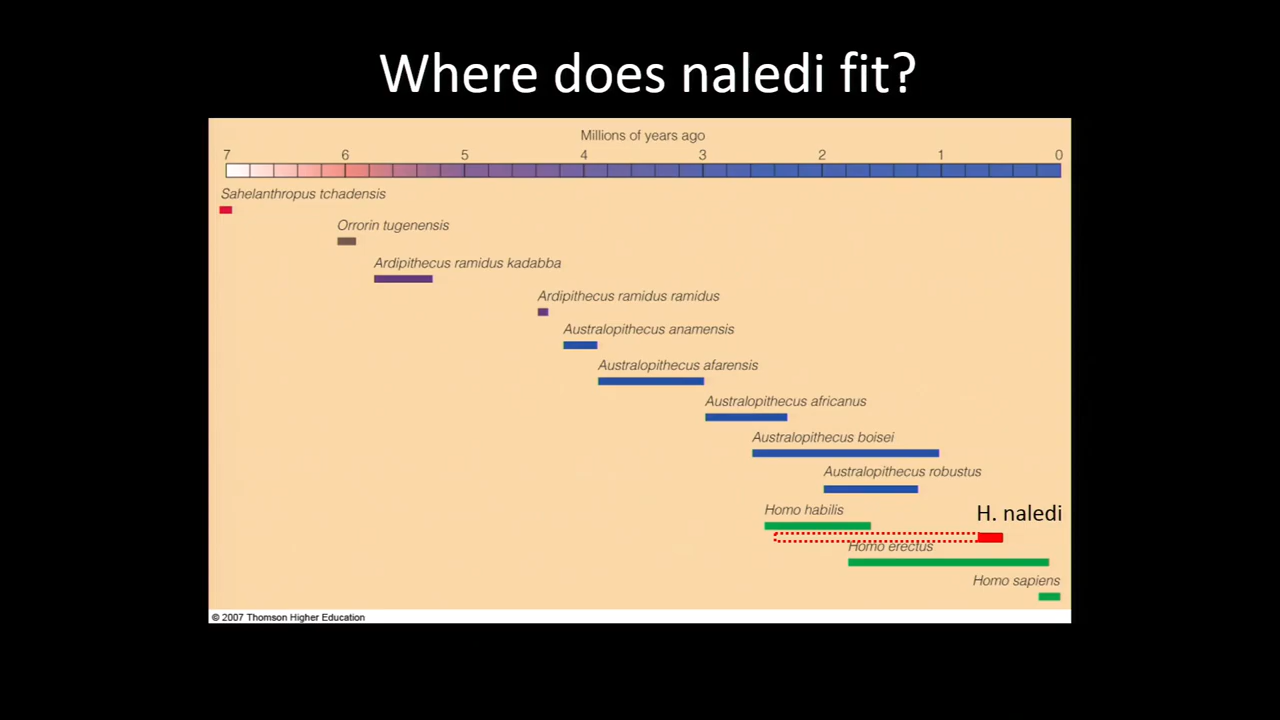 Where does naledi fit?
Millions of years ago
7 6 5 4 3 2 1 0
Sahelanthropus tchadensis
Orrorin tugenensis
Ardipithecus ramidus kadabba
Ardipithecus ramidus ramidus
Australopithecus anamensis
Australopithecus afarensis
Australopithecus africanus
Australopithecus boisei
Australopithecus robustus
Homo habilis
H. naledi
Homo erectus
Homo sapiens
© 2007 Thomson Higher Education